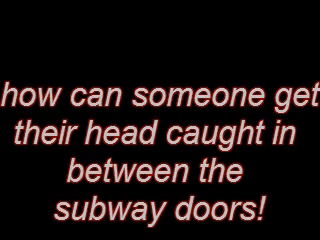 how can someone get
their head caught in
between the
subway doors!